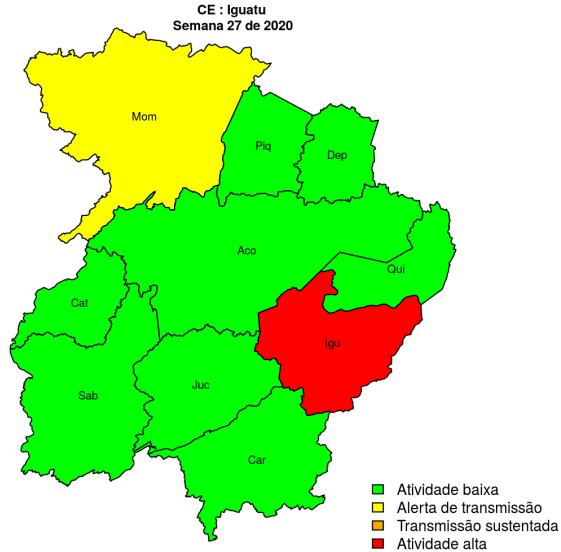 CE : Iguatu
Semana 27 de 2020
Mom
Piq
Dep
Aco
Qui
Cat
Igu
Sab
Juc
Car
Atividade baixa
Alerta de transmissão
Transmissão sustentada
Atividade alta